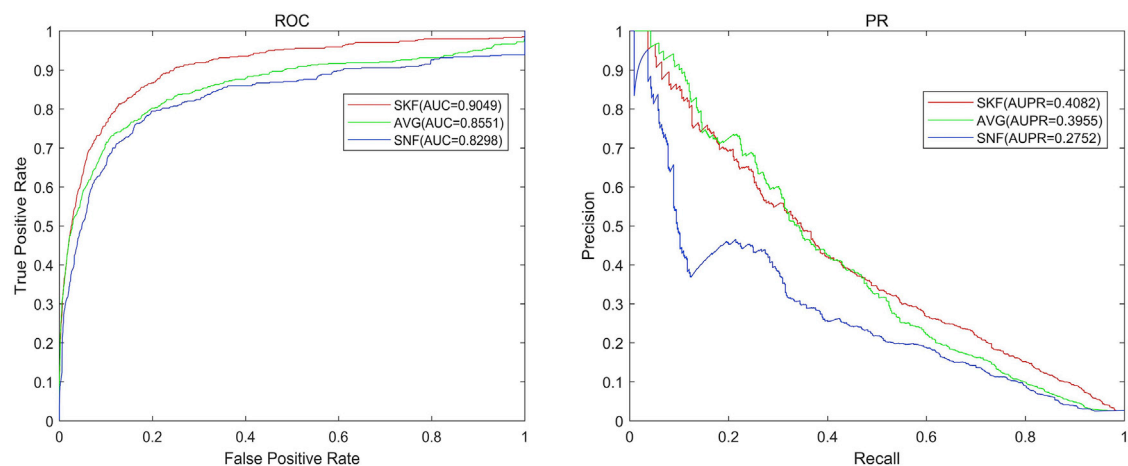 ROC
1
0.9
0.8
0.7
0.6
0.5
0.4
0.3
0.2
0.1
0
True Positive Rate
SKF(AUC=0.9049)
AVG(AUC=0.8551)
SNF(AUC=0.8298)
0 0.2 0.4 0.6 0.8 1
False Positive Rate
PR
1
0.9
0.8
0.7
0.6
0.5
0.4
0.3
0.2
0.1
0
Precision
SKF(AUPR=0.4082)
AVG(AUPR=0.3955)
SNF(AUPR=0.2752)
0 0.2 0.4 0.6 0.8 1
Recall